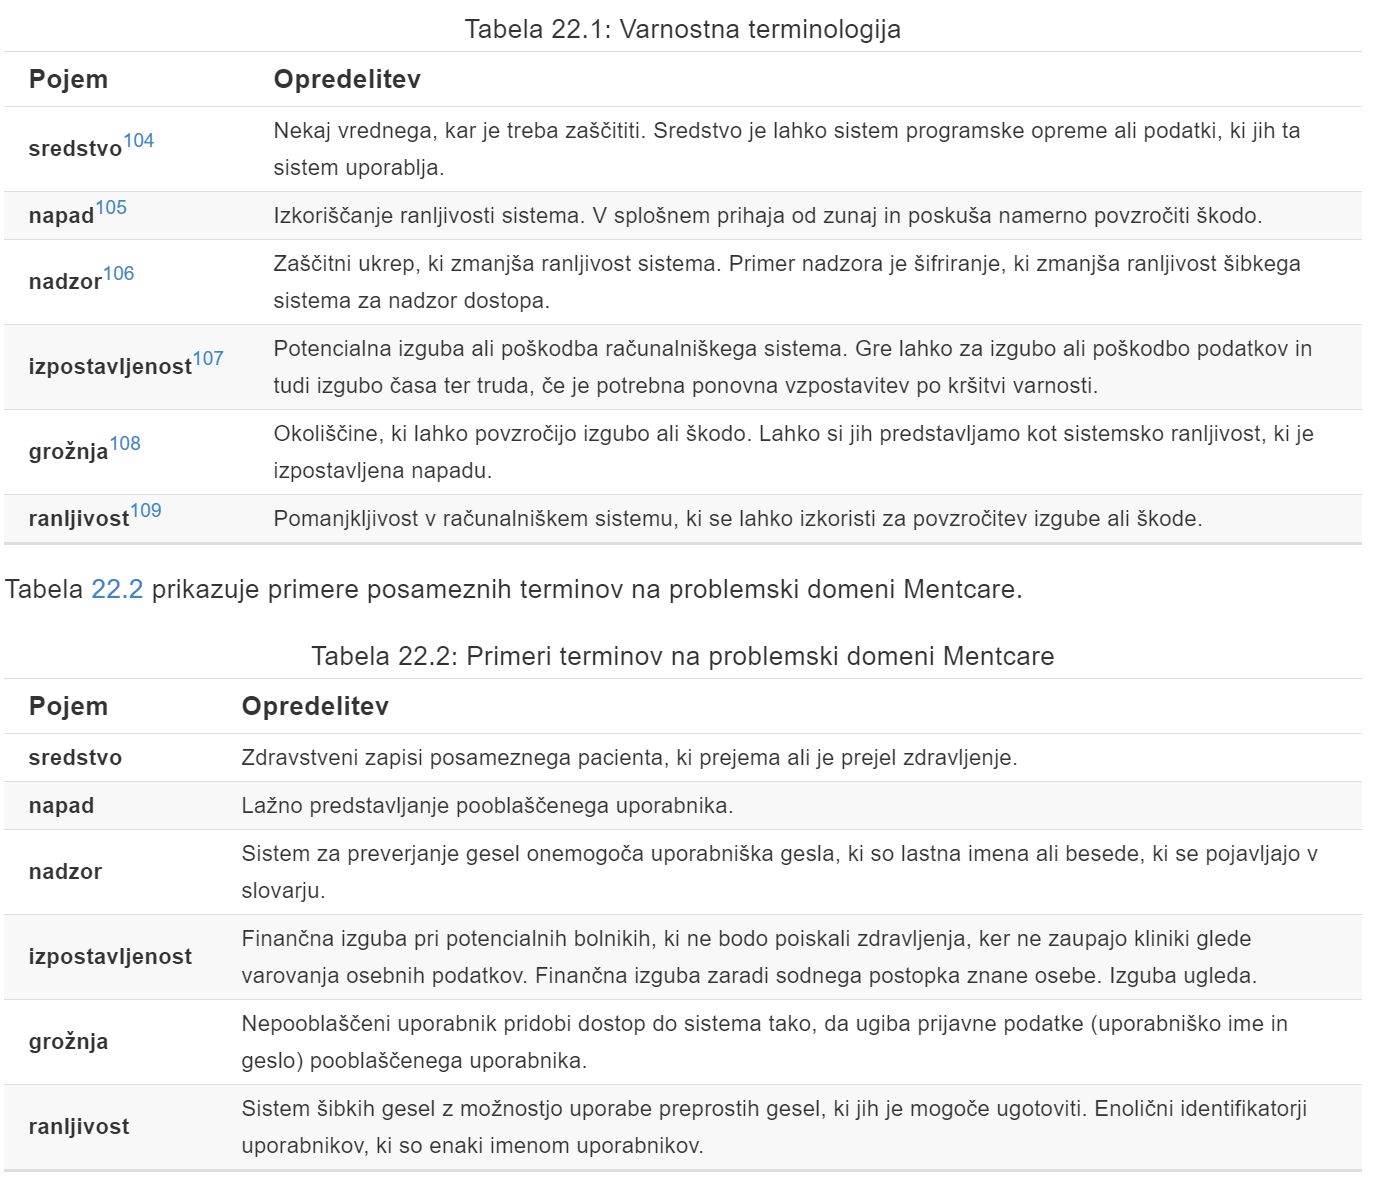 Tabela 22.1: Varnostna terminologija
Pojem Opredelitev
sredstvo104 Nekaj vrednega, kar je treba zaščititi. Sredstvo je lahko sistem programske opreme ali podatki, ki jih ta
sistem uporablja.
napad105 Izkoriščanje ranljivosti sistema. V splošnem prihaja od zunaj in poskuša namerno povzročiti škodo.
nadzor106 Zaščitni ukrep, ki zmanjša ranljivost sistema. Primer nadzora je šifriranje, ki zmanjša ranljivost šibkega
sistema za nadzor dostopa.
izpostavljenost107 Potencialna izguba ali poškodba računalniškega sistema. Gre lahko za izgubo ali poškodbo podatkov in
tudi izgubo časa ter truda, če je potrebna ponovna vzpostavitev po kršitvi varnosti.
grožnja108 Okoliščine, ki lahko povzročijo izgubo ali škodo. Lahko si jih predstavljamo kot sistemsko ranljivost, ki je
izpostavljena napadu.
ranljivost109 Pomanjkljivost v računalniškem sistemu, ki se lahko izkoristi za povzročitev izgube ali škode.
Tabela 22.2 prikazuje primere posameznih terminov na problemski domeni Mentcare.
Tabela 22.2: Primeri terminov na problemski domeni Mentcare
Pojem Opredelitev
sredstvo Zdravstveni zapisi posameznega pacienta, ki prejema ali je prejel zdravljenje.
napad Lažno predstavljanje pooblaščenega uporabnika.
nadzor Sistem za preverjanje gesel onemogoča uporabniška gesla, ki so lastna imena ali besede, ki se pojavljajo v
slovarju.
izpostavljenost Finančna izguba pri potencialnih bolnikih, ki ne bodo poiskali zdravljenja, ker ne zaupajo kliniki glede
varovanja osebnih podatkov. Finančna izguba zaradi sodnega postopka znane osebe. Izguba ugleda.
grožnja Nepooblaščeni uporabnik pridobi dostop do sistema tako, da ugiba prijavne podatke (uporabniško ime in
geslo) pooblaščenega uporabnika.
ranljivost Sistem šibkih gesel z možnostjo uporabe preprostih gesel, ki jih je mogoče ugotoviti. Enolični identifikatorji
uporabnikov, ki so enaki imenom uporabnikov.